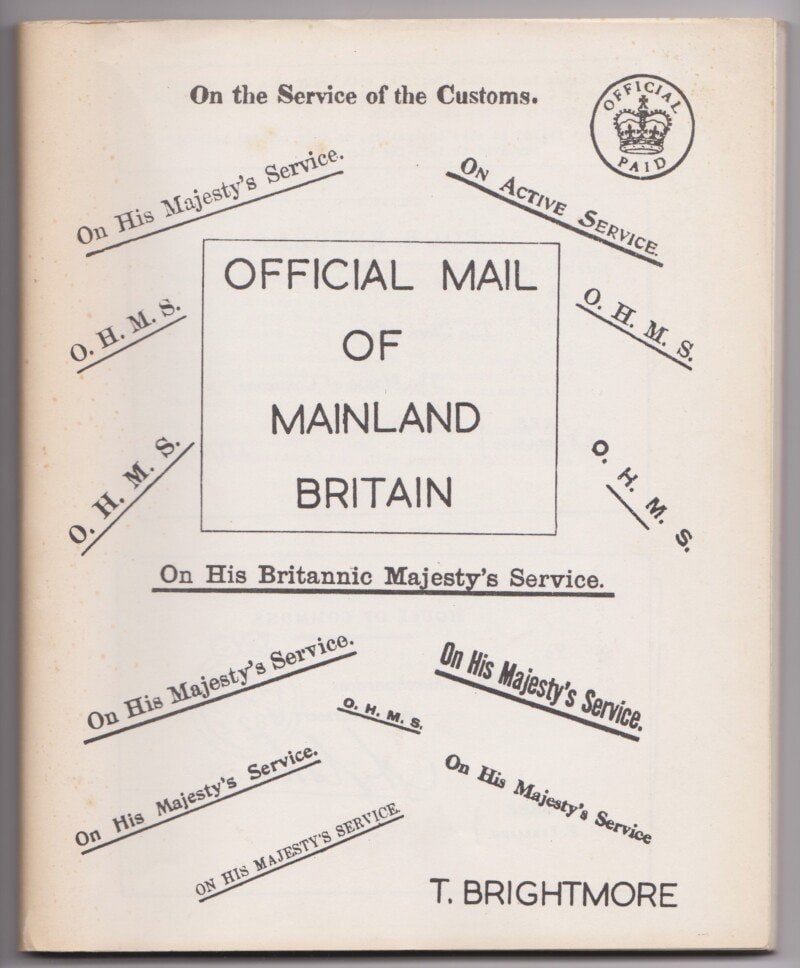 On the Service of the Customs.
OFFICIAL
PAID
On His Majesty's Service.
ON ACTIVE SERVICE.
O. H. M. S.
O. H. M. S.
OFFICIAL MAIL
OF
MAINLAND
BRITAIN
O. H. M. S.
O. H. M. S.
On His Britannic Majesty's Service.
On His Majesty's Service.
On His Majesty's Service.
O. H. M. S.
On His Majesty's Service.
On His Majesty's Service
ON HIS MAJESTY'S SERVICE.
T. BRIGHTMORE